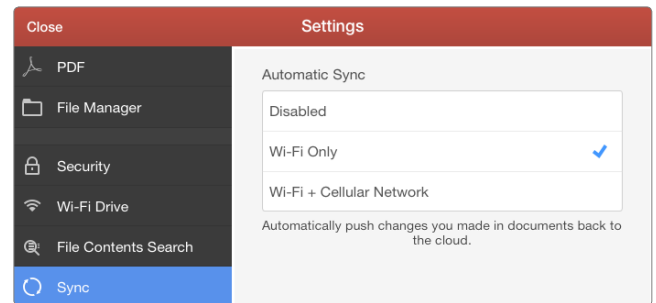 Close
Settings
PDF
File Manager
Security
Wi-Fi Drive
File Contents Search
Sync
Automatic Sync
Disabled
Wi-Fi Only
Wi-Fi + Cellular Network
Automatically push changes you made in documents back to
the cloud.